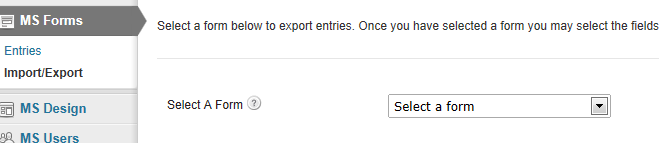 MS Forms
Entries
Import/Export
MS Design
MS Users
Select a form below to export entries. Once you have selected a form you may select the fields
Select A Form ?
Select a form